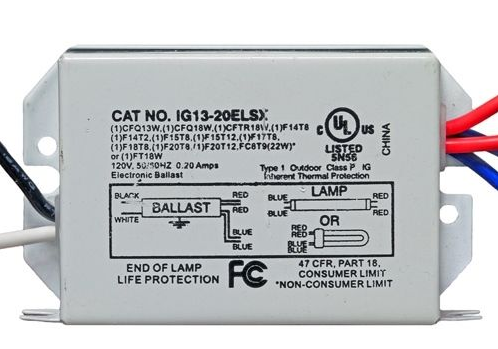 CAT NO. IG13-20ELSX
(1)CFQ13W,(1)CFQ18W,(1)CFTR18W,(1)F14T8
(1)F14T2,(1)F15T8,(1)F15T12,(1)F17T8,
(1)F18T8,(1)F20T8,/1)F20T12,FC8T9(22W)*
or (1)FT18W
120V, 50/60HZ 0.20 Amps
Electronic Ballast
C UL US
LISTED
5N56
CHINA
Type 1 Outdoor Class P IG
Inherent Thermal Protection
BLACK
WHITE
BALLAST
RED
RED
BLUE
BLUE
LAMP
BLUE
BLUE
RED
RED
OR
RED
RED
BLUE
BLUE
END OF LAMP
LIFE PROTECTION
FC
47 CFR, PART 18,
CONSUMER LIMIT
*NON-CONSUMER LIMIT